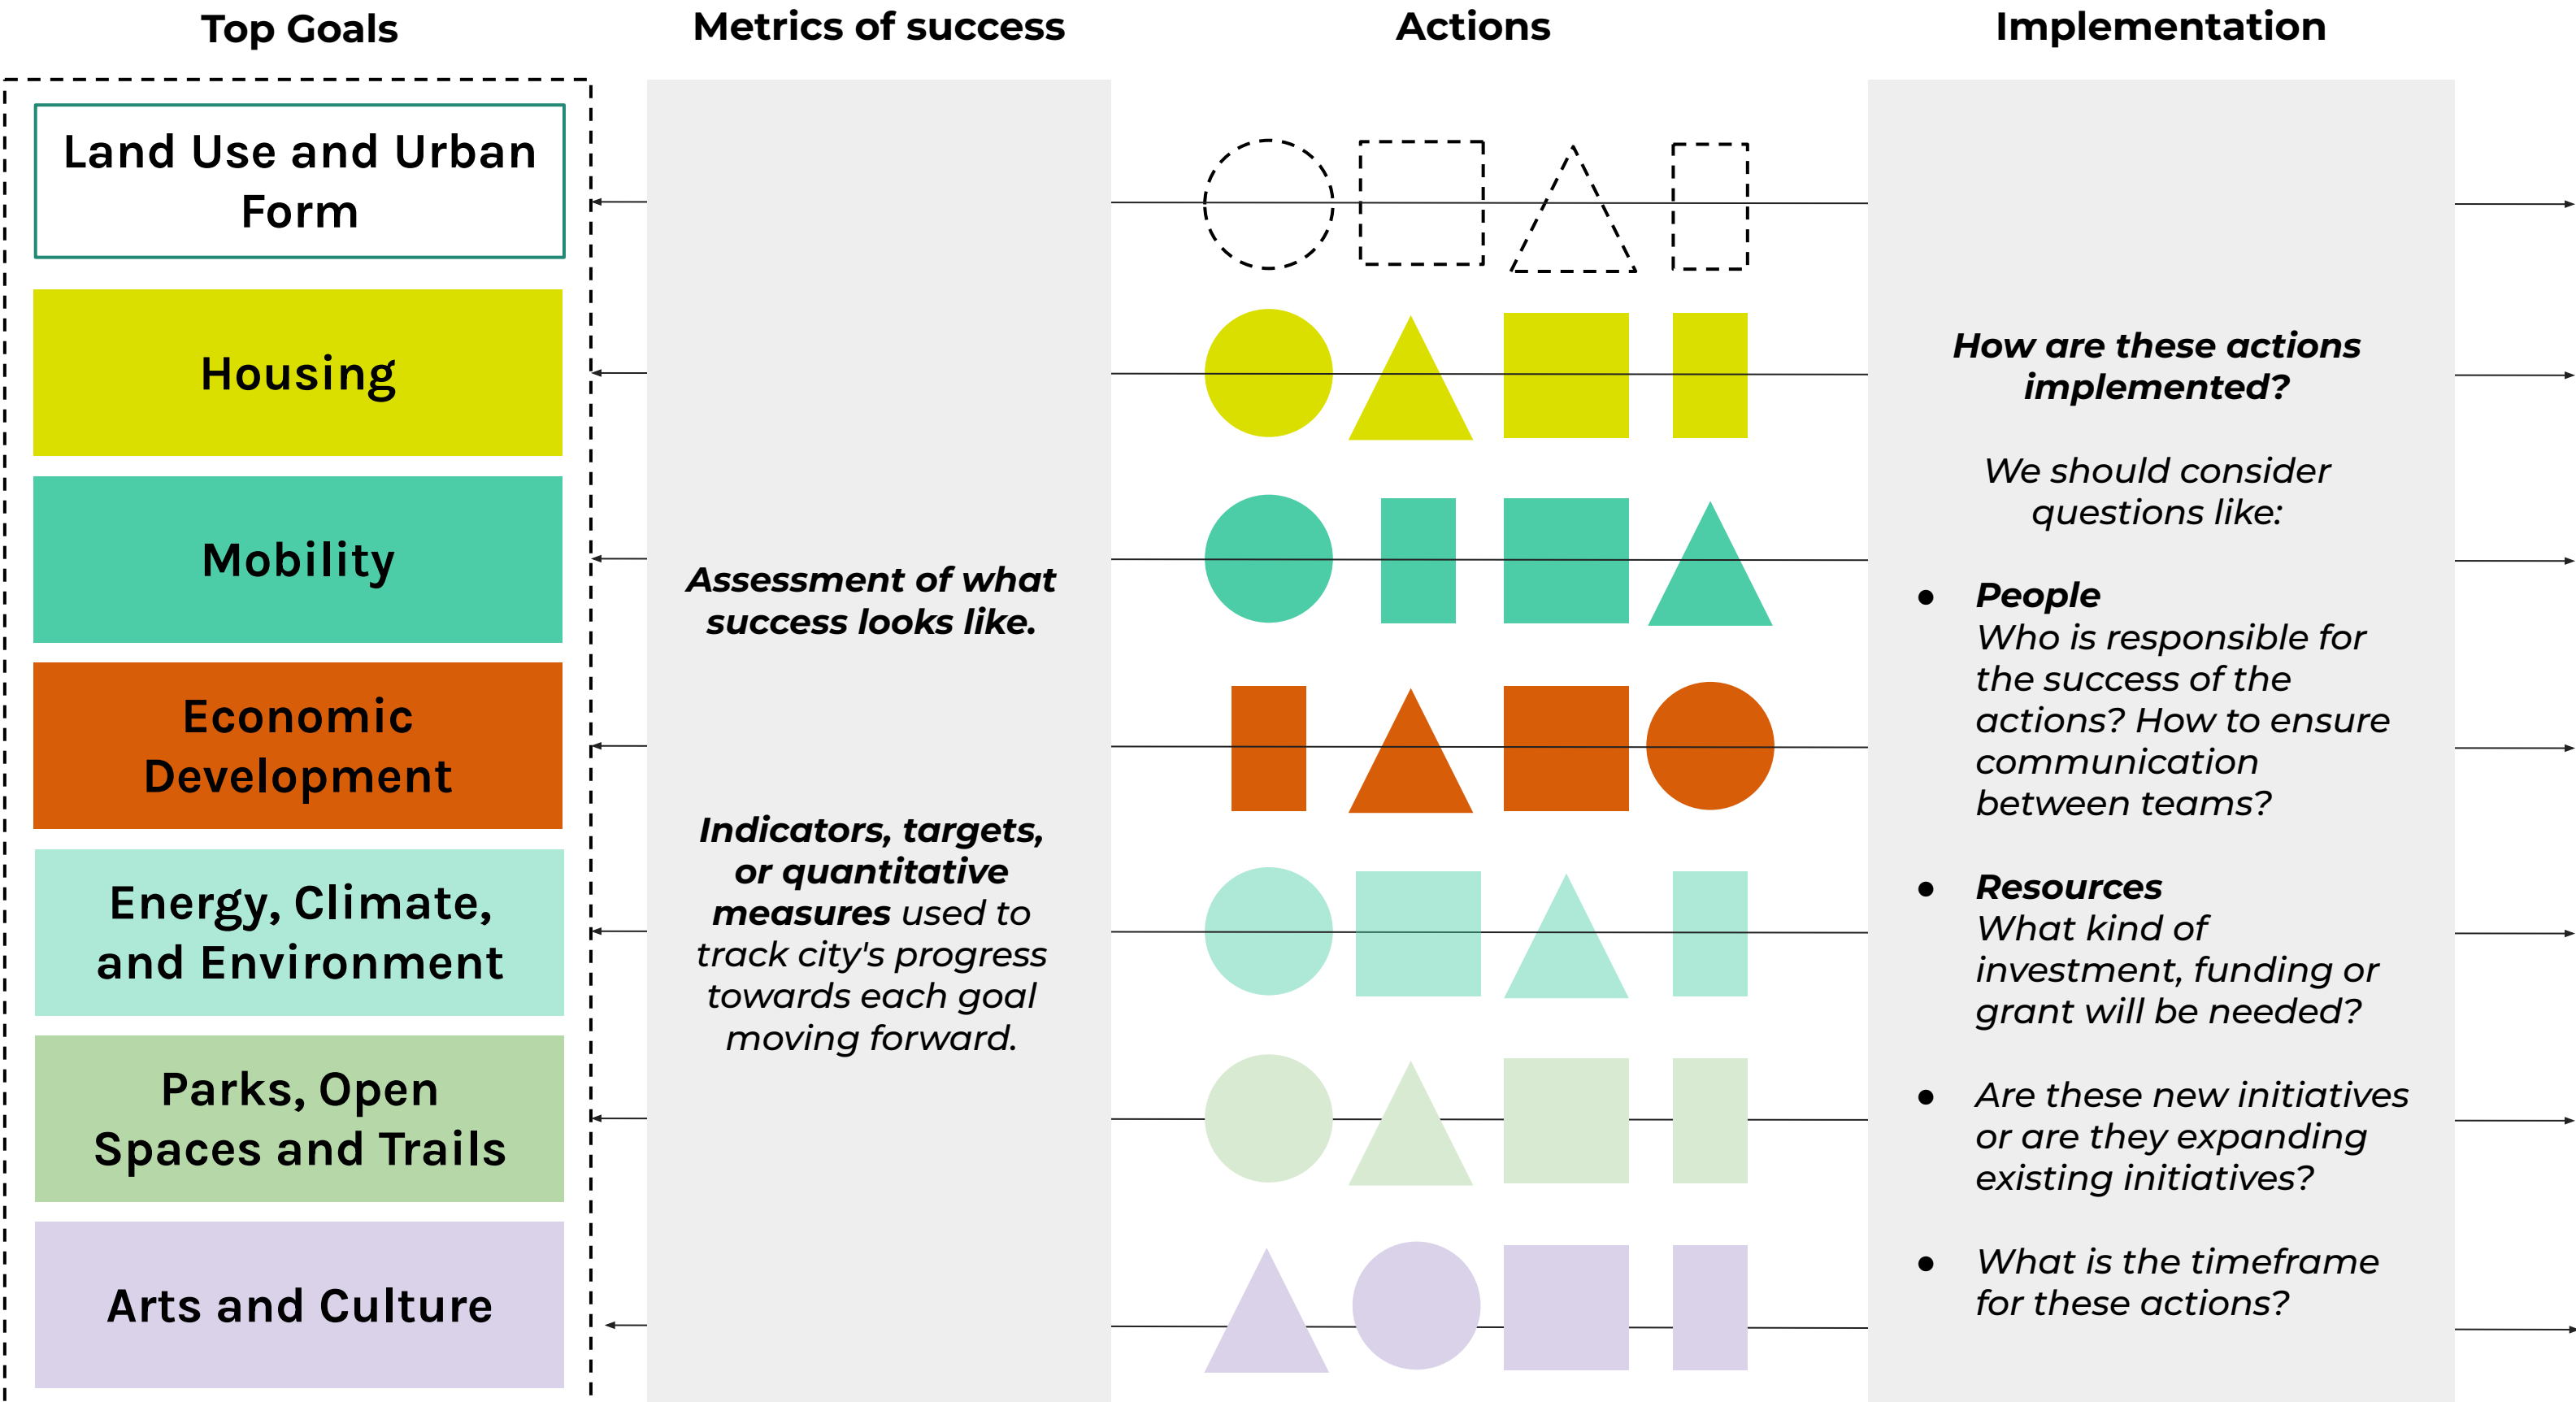 Top Goals
Metrics of success
Actions
Implementation
Land Use and Urban
Form
Housing
Mobility
Economic
Development
Energy, Climate,
and Environment
Parks, Open
Spaces and Trails
Arts and Culture
Assessment of what
success looks like.
Indicators, targets,
or quantitative
measures used to
track city's progress
towards each goal
moving forward.
How are these actions
implemented?
We should consider
questions like:
● People
Who is responsible for
the success of the
actions? How to ensure
communication
between teams?
● Resources
What kind of
investment, funding or
grant will be needed?
● Are these new initiatives
or are they expanding
existing initiatives?
● What is the timeframe
for these actions?